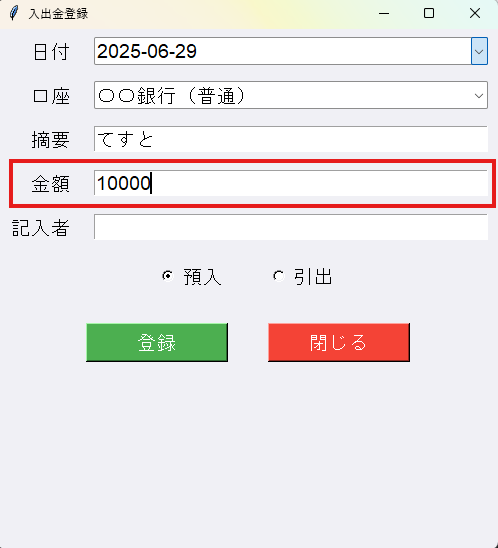 入出金登録
日付 2025-06-29
口座 〇〇銀行（普通）
摘要 てすと
金額 10000
記入者
預入 引出
登録 閉じる